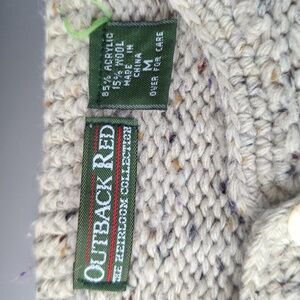 85% ACRYLIC
15% WOOL
MADE IN
CHINA
M
OVER FOR CARE
OUTBACK RED
THE HEIRLOOM COLLECTION